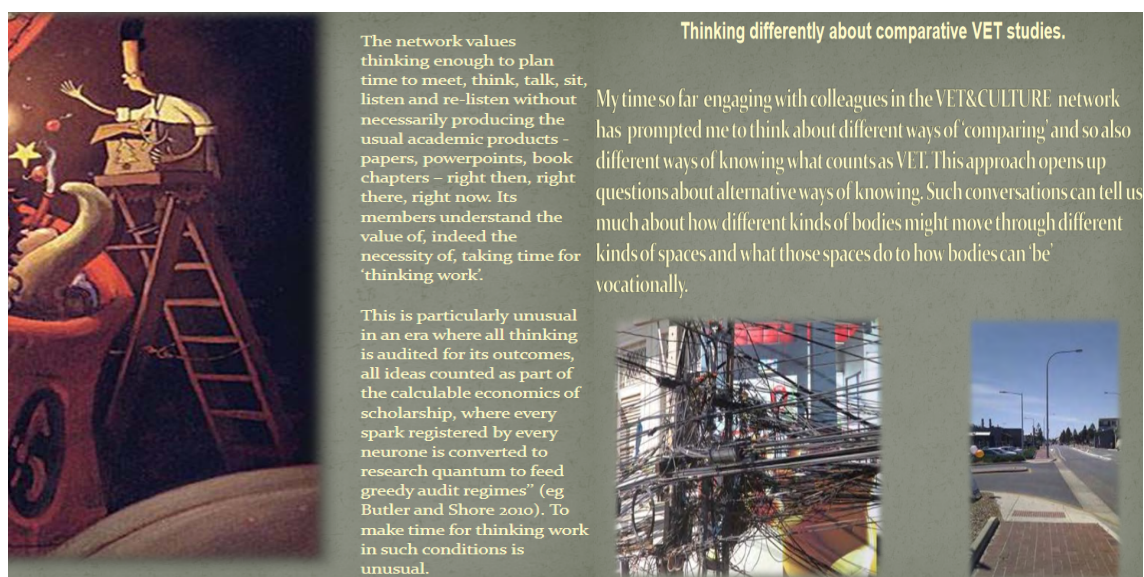 The network values
thinking enough to plan
time to meet, think, talk, sit,
listen and re-listen without
necessarily producing the
usual academic products -
papers, powerpoints, book
chapters – right then, right
there, right now. Its
members understand the
value of, indeed the
necessity of, taking time for
‘thinking work’.
This is particularly unusual
in an era where all thinking
is audited for its outcomes,
all ideas counted as part of
the calculable economics of
scholarship, where every
spark registered by every
neurone is converted to
research quantum to feed
greedy audit regimes” (eg
Butler and Shore 2010). To
make time for thinking work
in such conditions is
unusual.
Thinking differently about comparative VET studies.
My time so far engaging with colleagues in the VET&CULTURE network
has prompted me to think about different ways of ‘comparing’ and so also
different ways of knowing what counts as VET. This approach opens up
questions about alternative ways of knowing. Such conversations can tell us
much about how different kinds of bodies might move through different
kinds of spaces and what those spaces do to how bodies can ‘be’
vocationally.